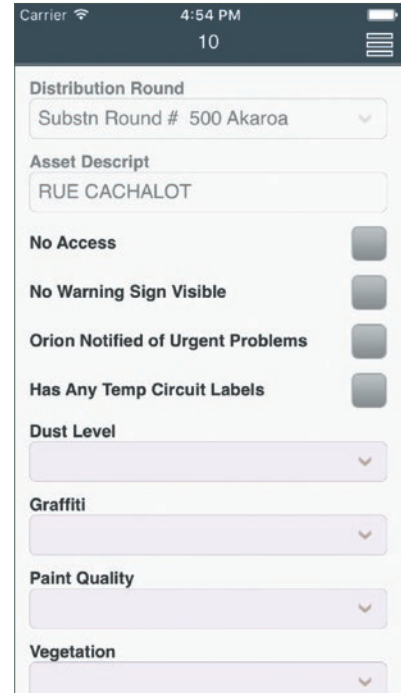 Carrier 4:54 PM
10
Distribution Round
Substn Round # 500 Akaroa
Asset Descript
RUE CACHALOT
No Access
No Warning Sign Visible
Orion Notified of Urgent Problems
Has Any Temp Circuit Labels
Dust Level
Graffiti
Paint Quality
Vegetation